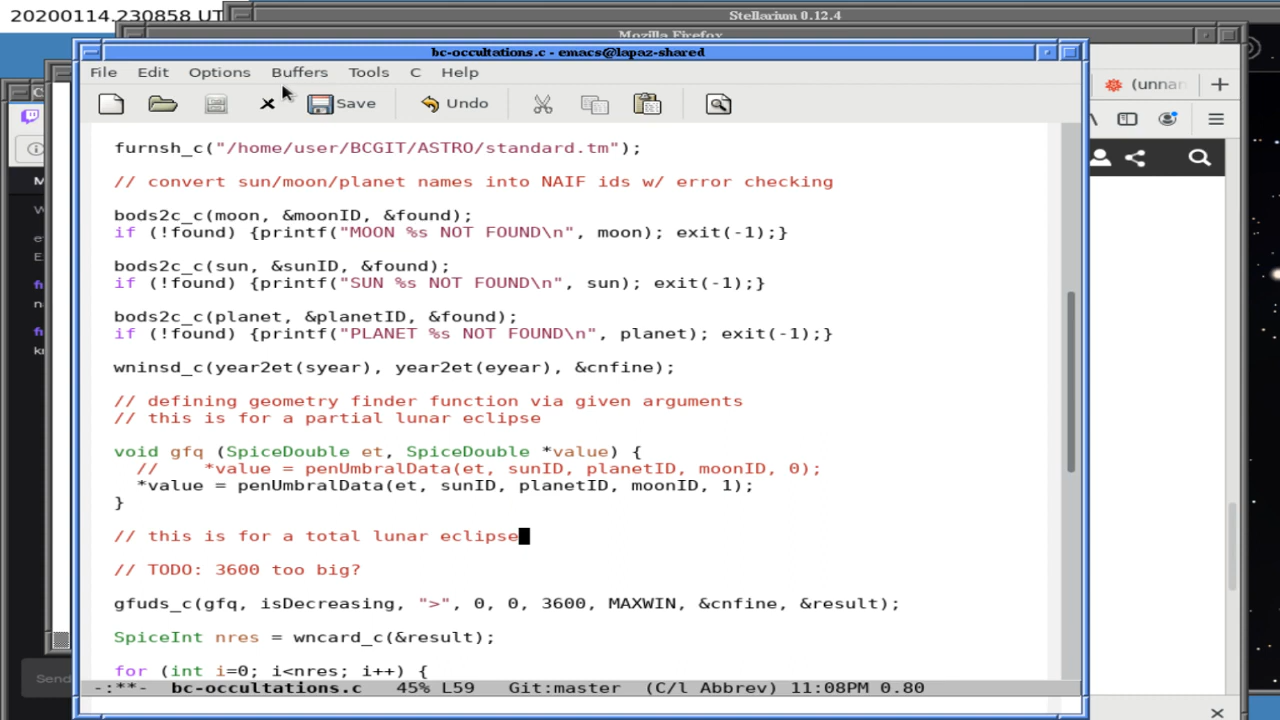 20200114.230858 UT
Stellarium 0.12.4
Mozilla Firefox
bc-occultations.c - emacs@lapaz-shared
File Edit Options Buffers Tools C Help
(unnar
Save Undo
furnsh_c("/home/user/BCGIT/ASTRO/standard.tm");
// convert sun/moon/planet names into NAIF ids w/ error checking
bods2c_c(moon, &moonID, &found);
if (!found) {printf("MOON %s NOT FOUND\n", moon); exit(-1);}
bods2c_c(sun, &sunID, &found);
if (!found) {printf("SUN %s NOT FOUND\n", sun); exit(-1);}
bods2c_c(planet, &planetID, &found);
if (!found) {printf("PLANET %s NOT FOUND\n", planet); exit(-1);}
wninsd_c(year2et(syear), year2et(eyear), &cnfine);
// defining geometry finder function via given arguments
// this is for a partial lunar eclipse
void gfq (SpiceDouble et, SpiceDouble *value) {
  //    *value = penUmbralData(et, sunID, planetID, moonID, 0);
  *value = penUmbralData(et, sunID, planetID, moonID, 1);
}
// this is for a total lunar eclipse
// TODO: 3600 too big?
gfuds_c(gfq, isDecreasing, ">", 0, 0, 3600, MAXWIN, &cnfine, &result);
SpiceInt nres = wncard_c(&result);
for (int i=0; i<nres; i++) {
Send
-:**- bc-occultations.c 45% L59 Git:master (C/l Abbrev) 11:08PM 0.80